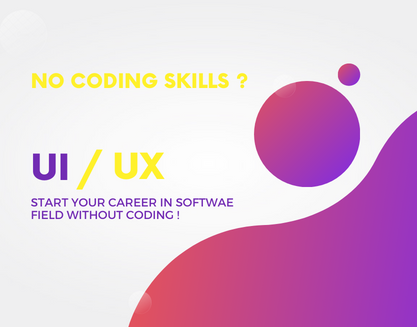 NO CODING SKILLS ?
UI / UX
START YOUR CAREER IN SOFTWAE
FIELD WITHOUT CODING !